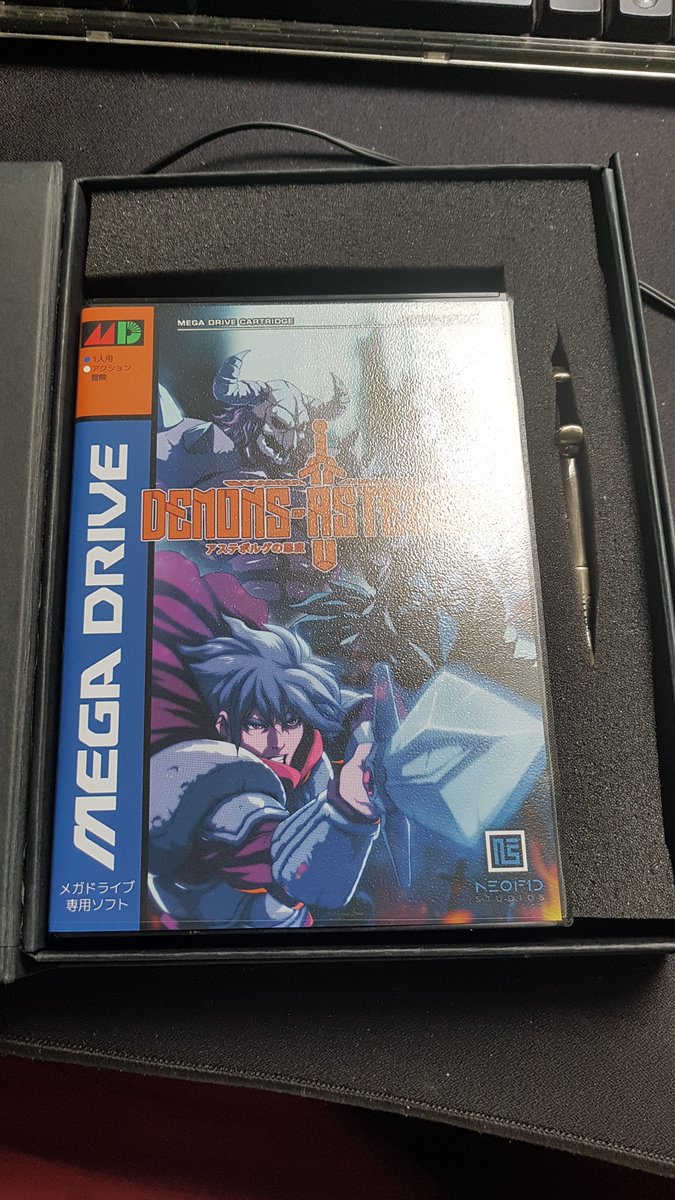 MEGA DRIVE CARTRIDGE
MD
1人用
アクション
冒険
DEMONS
アステボルグの悪魔
MEGA DRIVE
メガドライブ
専用ソフト
NEOFID
STUDIOS